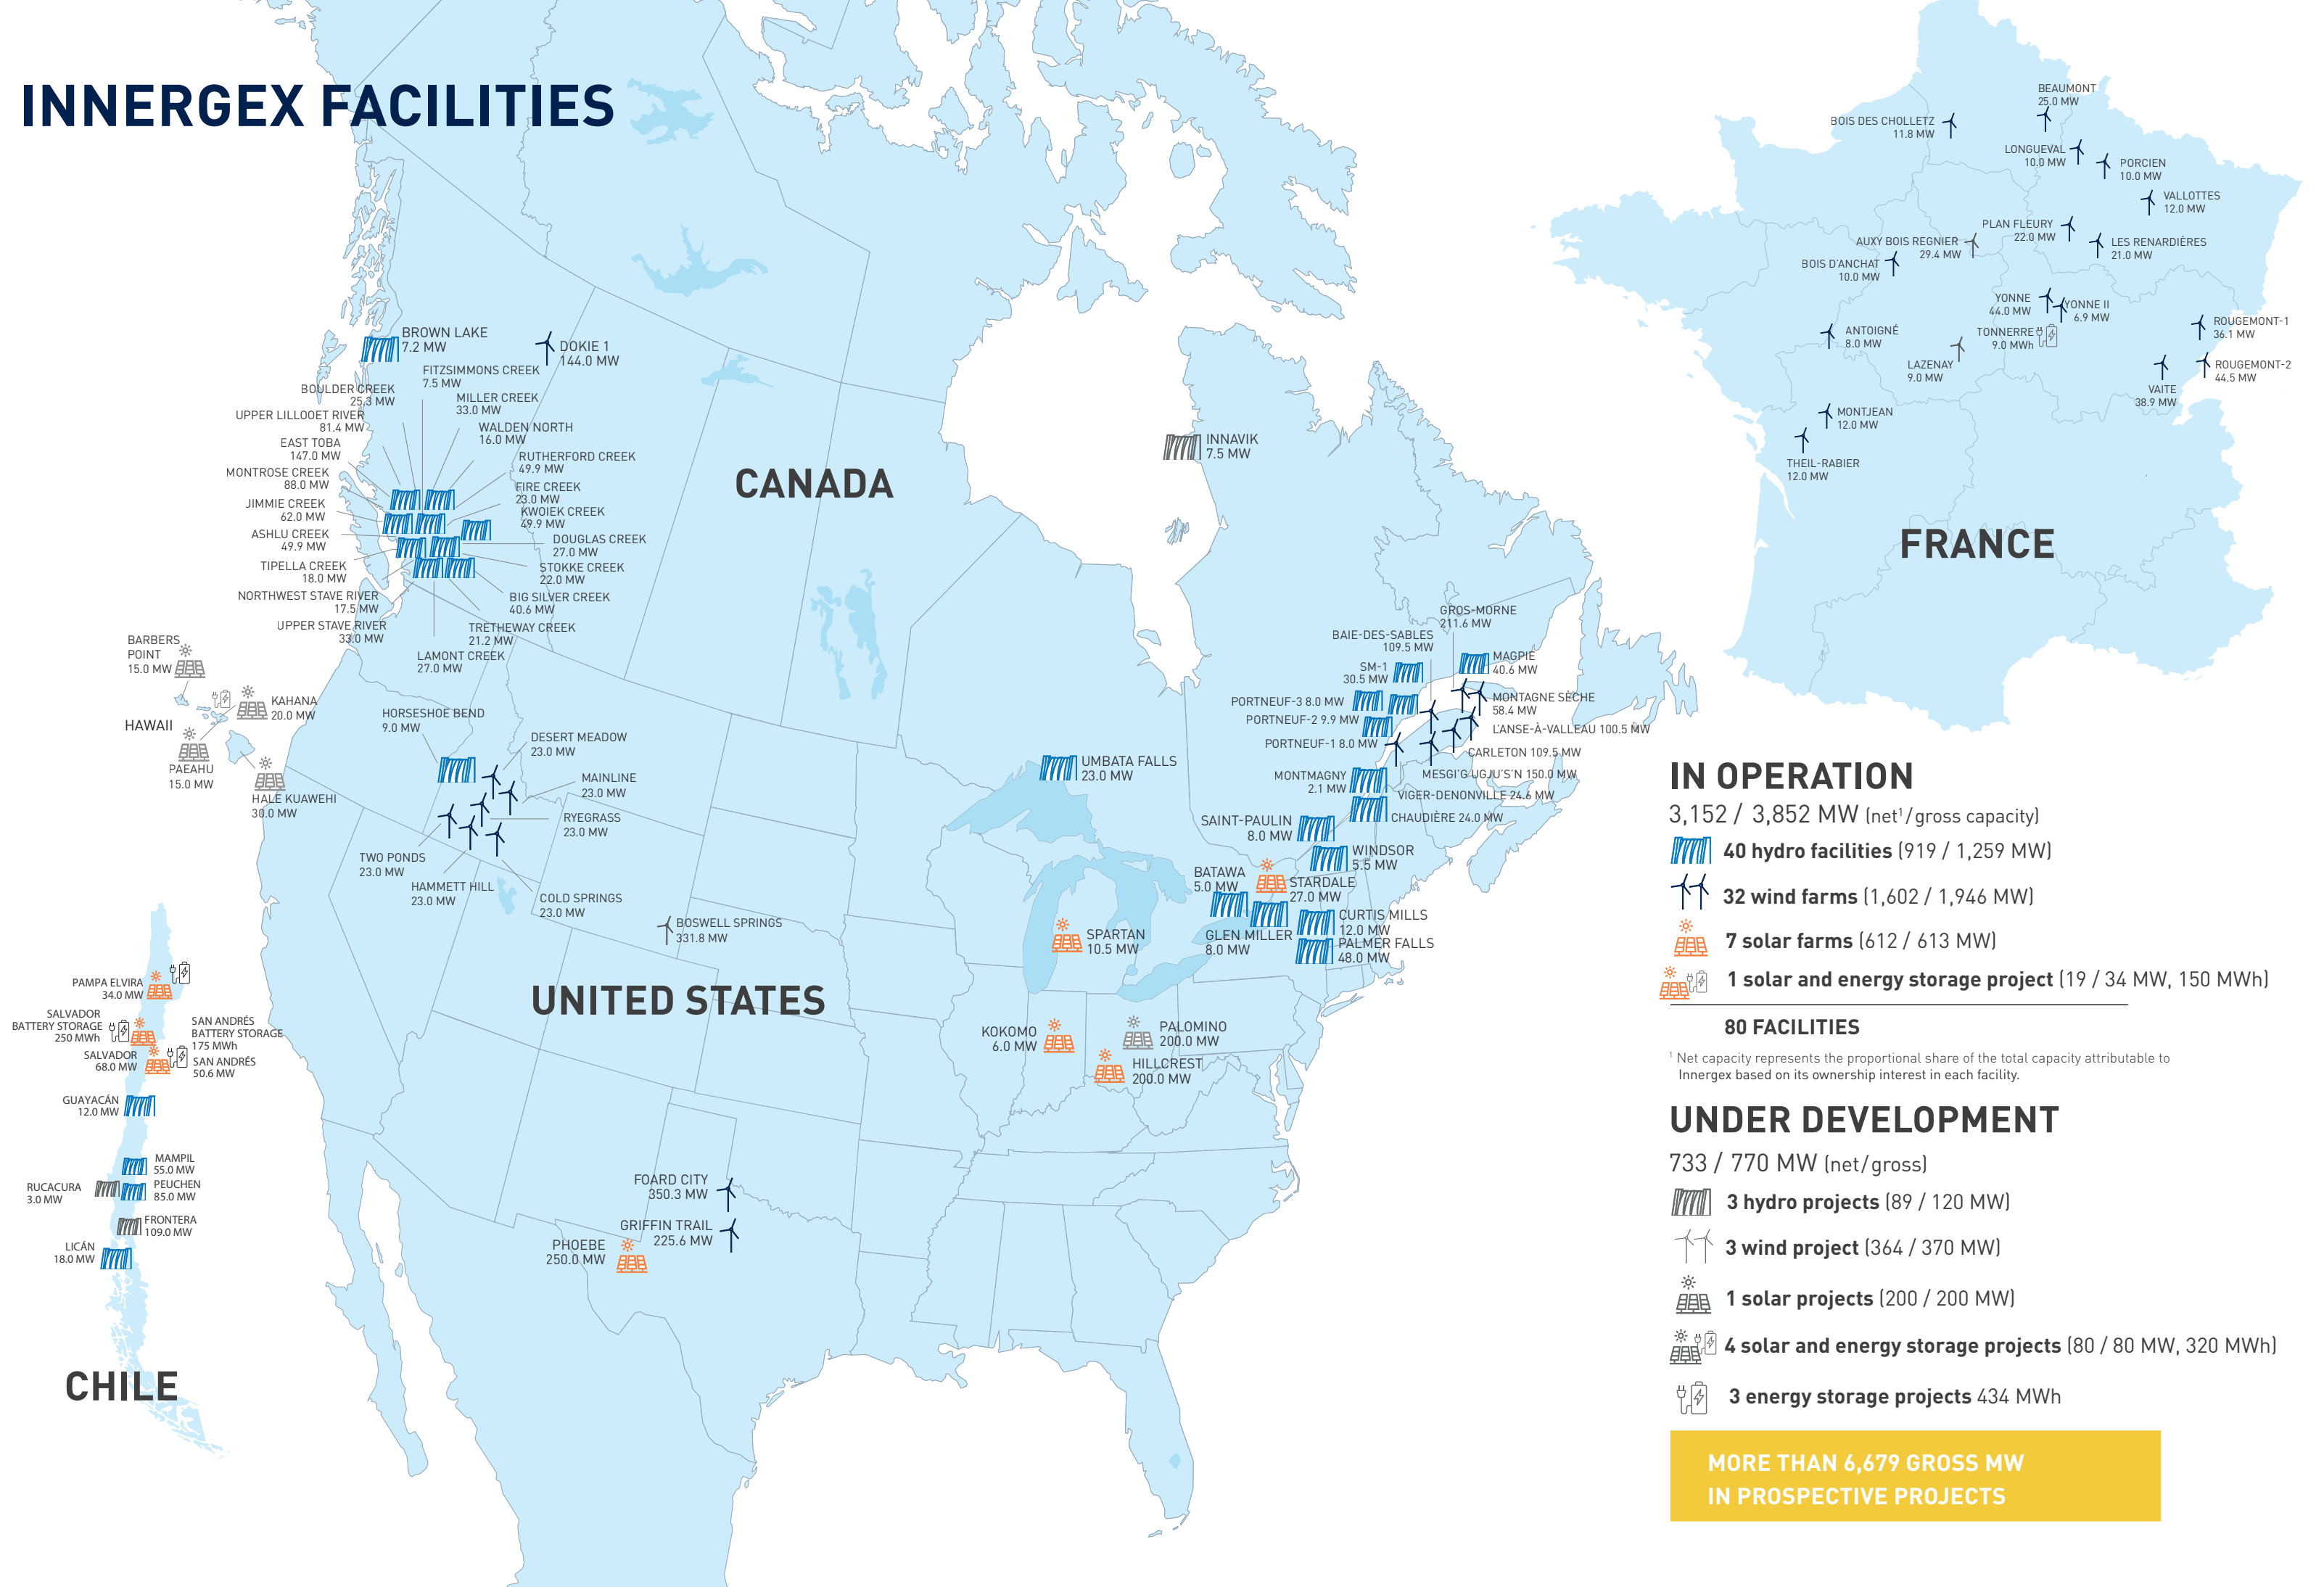 INNERGEX FACILITIES
BROWN LAKE
7.2 MW
DOKIE 1
144.0 MW
FITZSIMMONS CREEK
7.5 MW
BOULDER CREEK
25.3 MW
MILLER CREEK
33.0 MW
UPPER LILLOOET RIVER
81.4 MW
WALDEN NORTH
16.0 MW
EAST TOBA
147.0 MW
RUTHERFORD CREEK
49.9 MW
MONTROSE CREEK
88.0 MW
FIRE CREEK
23.0 MW
JIMMIE CREEK
62.0 MW
KWOIEK CREEK
49.9 MW
ASHLU CREEK
49.9 MW
DOUGLAS CREEK
27.0 MW
TIPELLA CREEK
18.0 MW
STOKKE CREEK
22.0 MW
NORTHWEST STAVE RIVER
17.5 MW
BIG SILVER CREEK
40.6 MW
UPPER STAVE RIVER
33.0 MW
TRETHEWAY CREEK
21.2 MW
LAMONT CREEK
27.0 MW
CANADA
INNAVIK
7.5 MW
BARBERS
POINT
15.0 MW
KAHANA
20.0 MW
HAWAII
PAEAHU
15.0 MW
HALE KUAWEHI
30.0 MW
HORSESHOE BEND
9.0 MW
DESERT MEADOW
23.0 MW
MAINLINE
23.0 MW
RYEGRASS
23.0 MW
TWO PONDS
23.0 MW
HAMMETT HILL
23.0 MW
COLD SPRINGS
23.0 MW
BOSWELL SPRINGS
331.8 MW
UNITED STATES
FOARD CITY
350.3 MW
GRIFFIN TRAIL
225.6 MW
PHOEBE
250.0 MW
GROS-MORNE
211.6 MW
BAIE-DES-SABLES
109.5 MW
MAGPIE
40.6 MW
SM-1
30.5 MW
MONTAGNE SÈCHE
58.4 MW
PORTNEUF-3 8.0 MW
PORTNEUF-2 9.9 MW
L'ANSE-À-VALLEAU 100.5 MW
PORTNEUF-1 8.0 MW
CARLETON 109.5 MW
UMBATA FALLS
23.0 MW
MESGI'G UGJU'S'N 150.0 MW
MONTMAGNY
2.1 MW
VIGER-DENONVILLE 24.6 MW
CHAUDIÈRE 24.0 MW
SAINT-PAULIN
8.0 MW
WINDSOR
5.5 MW
BATAWA
5.0 MW
STARDALE
27.0 MW
CURTIS MILLS
12.0 MW
GLEN MILLER
8.0 MW
PALMER FALLS
48.0 MW
SPARTAN
10.5 MW
KOKOMO
6.0 MW
PALOMINO
200.0 MW
HILLCREST
200.0 MW
PAMPA ELVIRA
34.0 MW
SALVADOR
BATTERY STORAGE
250 MWh
SAN ANDRÉS
BATTERY STORAGE
175 MWh
SALVADOR
68.0 MW
SAN ANDRÉS
50.6 MW
GUAYACÁN
12.0 MW
MAMPIL
55.0 MW
RUCACURA
3.0 MW
PEUCHEN
85.0 MW
FRONTERA
109.0 MW
LICÁN
18.0 MW
CHILE
BEAUMONT
25.0 MW
BOIS DES CHOLLETZ
11.8 MW
LONGUEVAL
10.0 MW
PORCIEN
10.0 MW
VALLOTTES
12.0 MW
PLAN FLEURY
22.0 MW
AUXY BOIS REGNIER
29.4 MW
LES RENARDIÈRES
21.0 MW
BOIS D'ANCHAT
10.0 MW
YONNE
44.0 MW
YONNE II
6.9 MW
ANTOIGNÉ
8.0 MW
TONNERRE
9.0 MWh
ROUGEMONT-1
36.1 MW
LAZENAY
9.0 MW
ROUGEMONT-2
44.5 MW
VAITE
38.9 MW
MONTJEAN
12.0 MW
THEIL-RABIER
12.0 MW
FRANCE
IN OPERATION
3,152 / 3,852 MW (net¹/gross capacity)
40 hydro facilities (919 / 1,259 MW)
32 wind farms (1,602 / 1,946 MW)
7 solar farms (612 / 613 MW)
1 solar and energy storage project (19 / 34 MW, 150 MWh)
80 FACILITIES
¹ Net capacity represents the proportional share of the total capacity attributable to
Innergex based on its ownership interest in each facility.
UNDER DEVELOPMENT
733 / 770 MW (net/gross)
3 hydro projects (89 / 120 MW)
3 wind project (364 / 370 MW)
1 solar projects (200 / 200 MW)
4 solar and energy storage projects (80 / 80 MW, 320 MWh)
3 energy storage projects 434 MWh
MORE THAN 6,679 GROSS MW
IN PROSPECTIVE PROJECTS